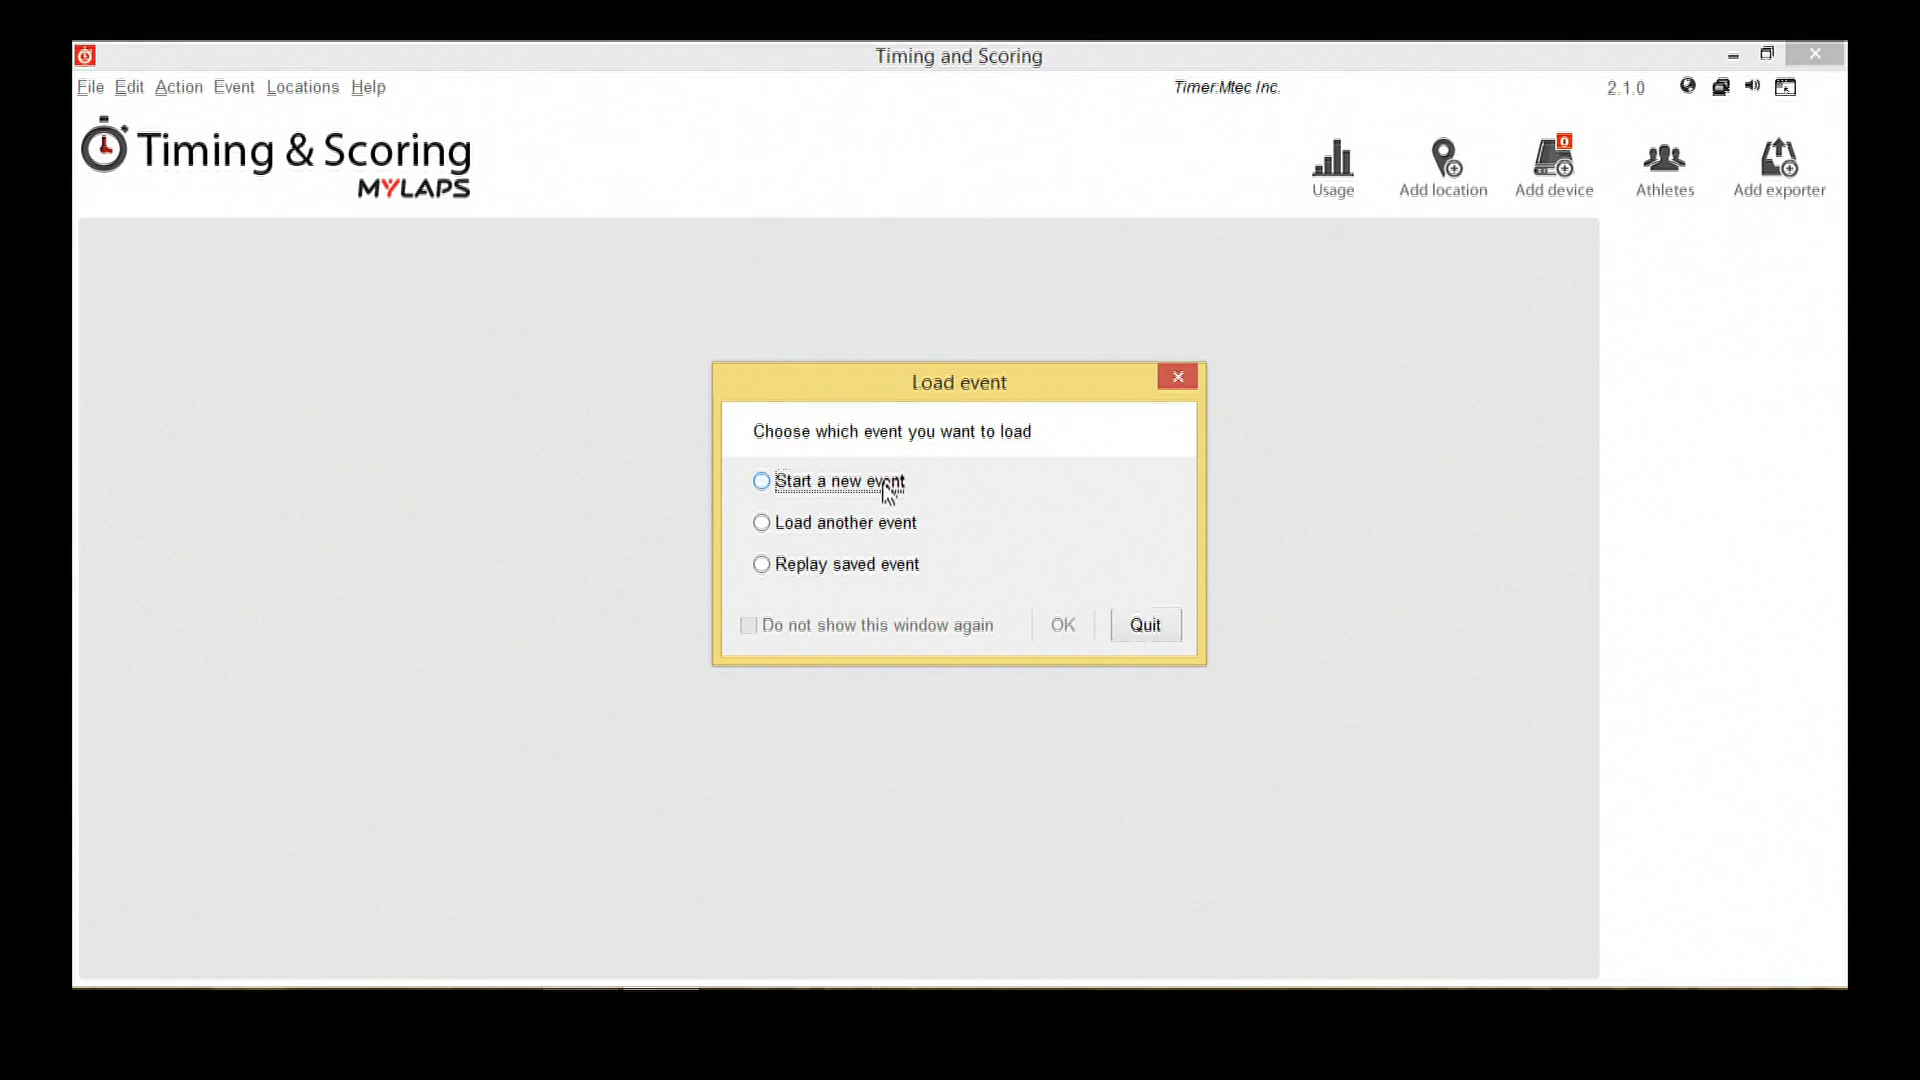 Timing and Scoring
File Edit Action Event Locations Help
Timer:Mtec Inc.
2.1.0
Timing & Scoring
MYLAPS
0
Usage
Add location
Add device
Athletes
Add exporter
Load event
Choose which event you want to load
Start a new event
Load another event
Replay saved event
Do not show this window again
OK
Quit